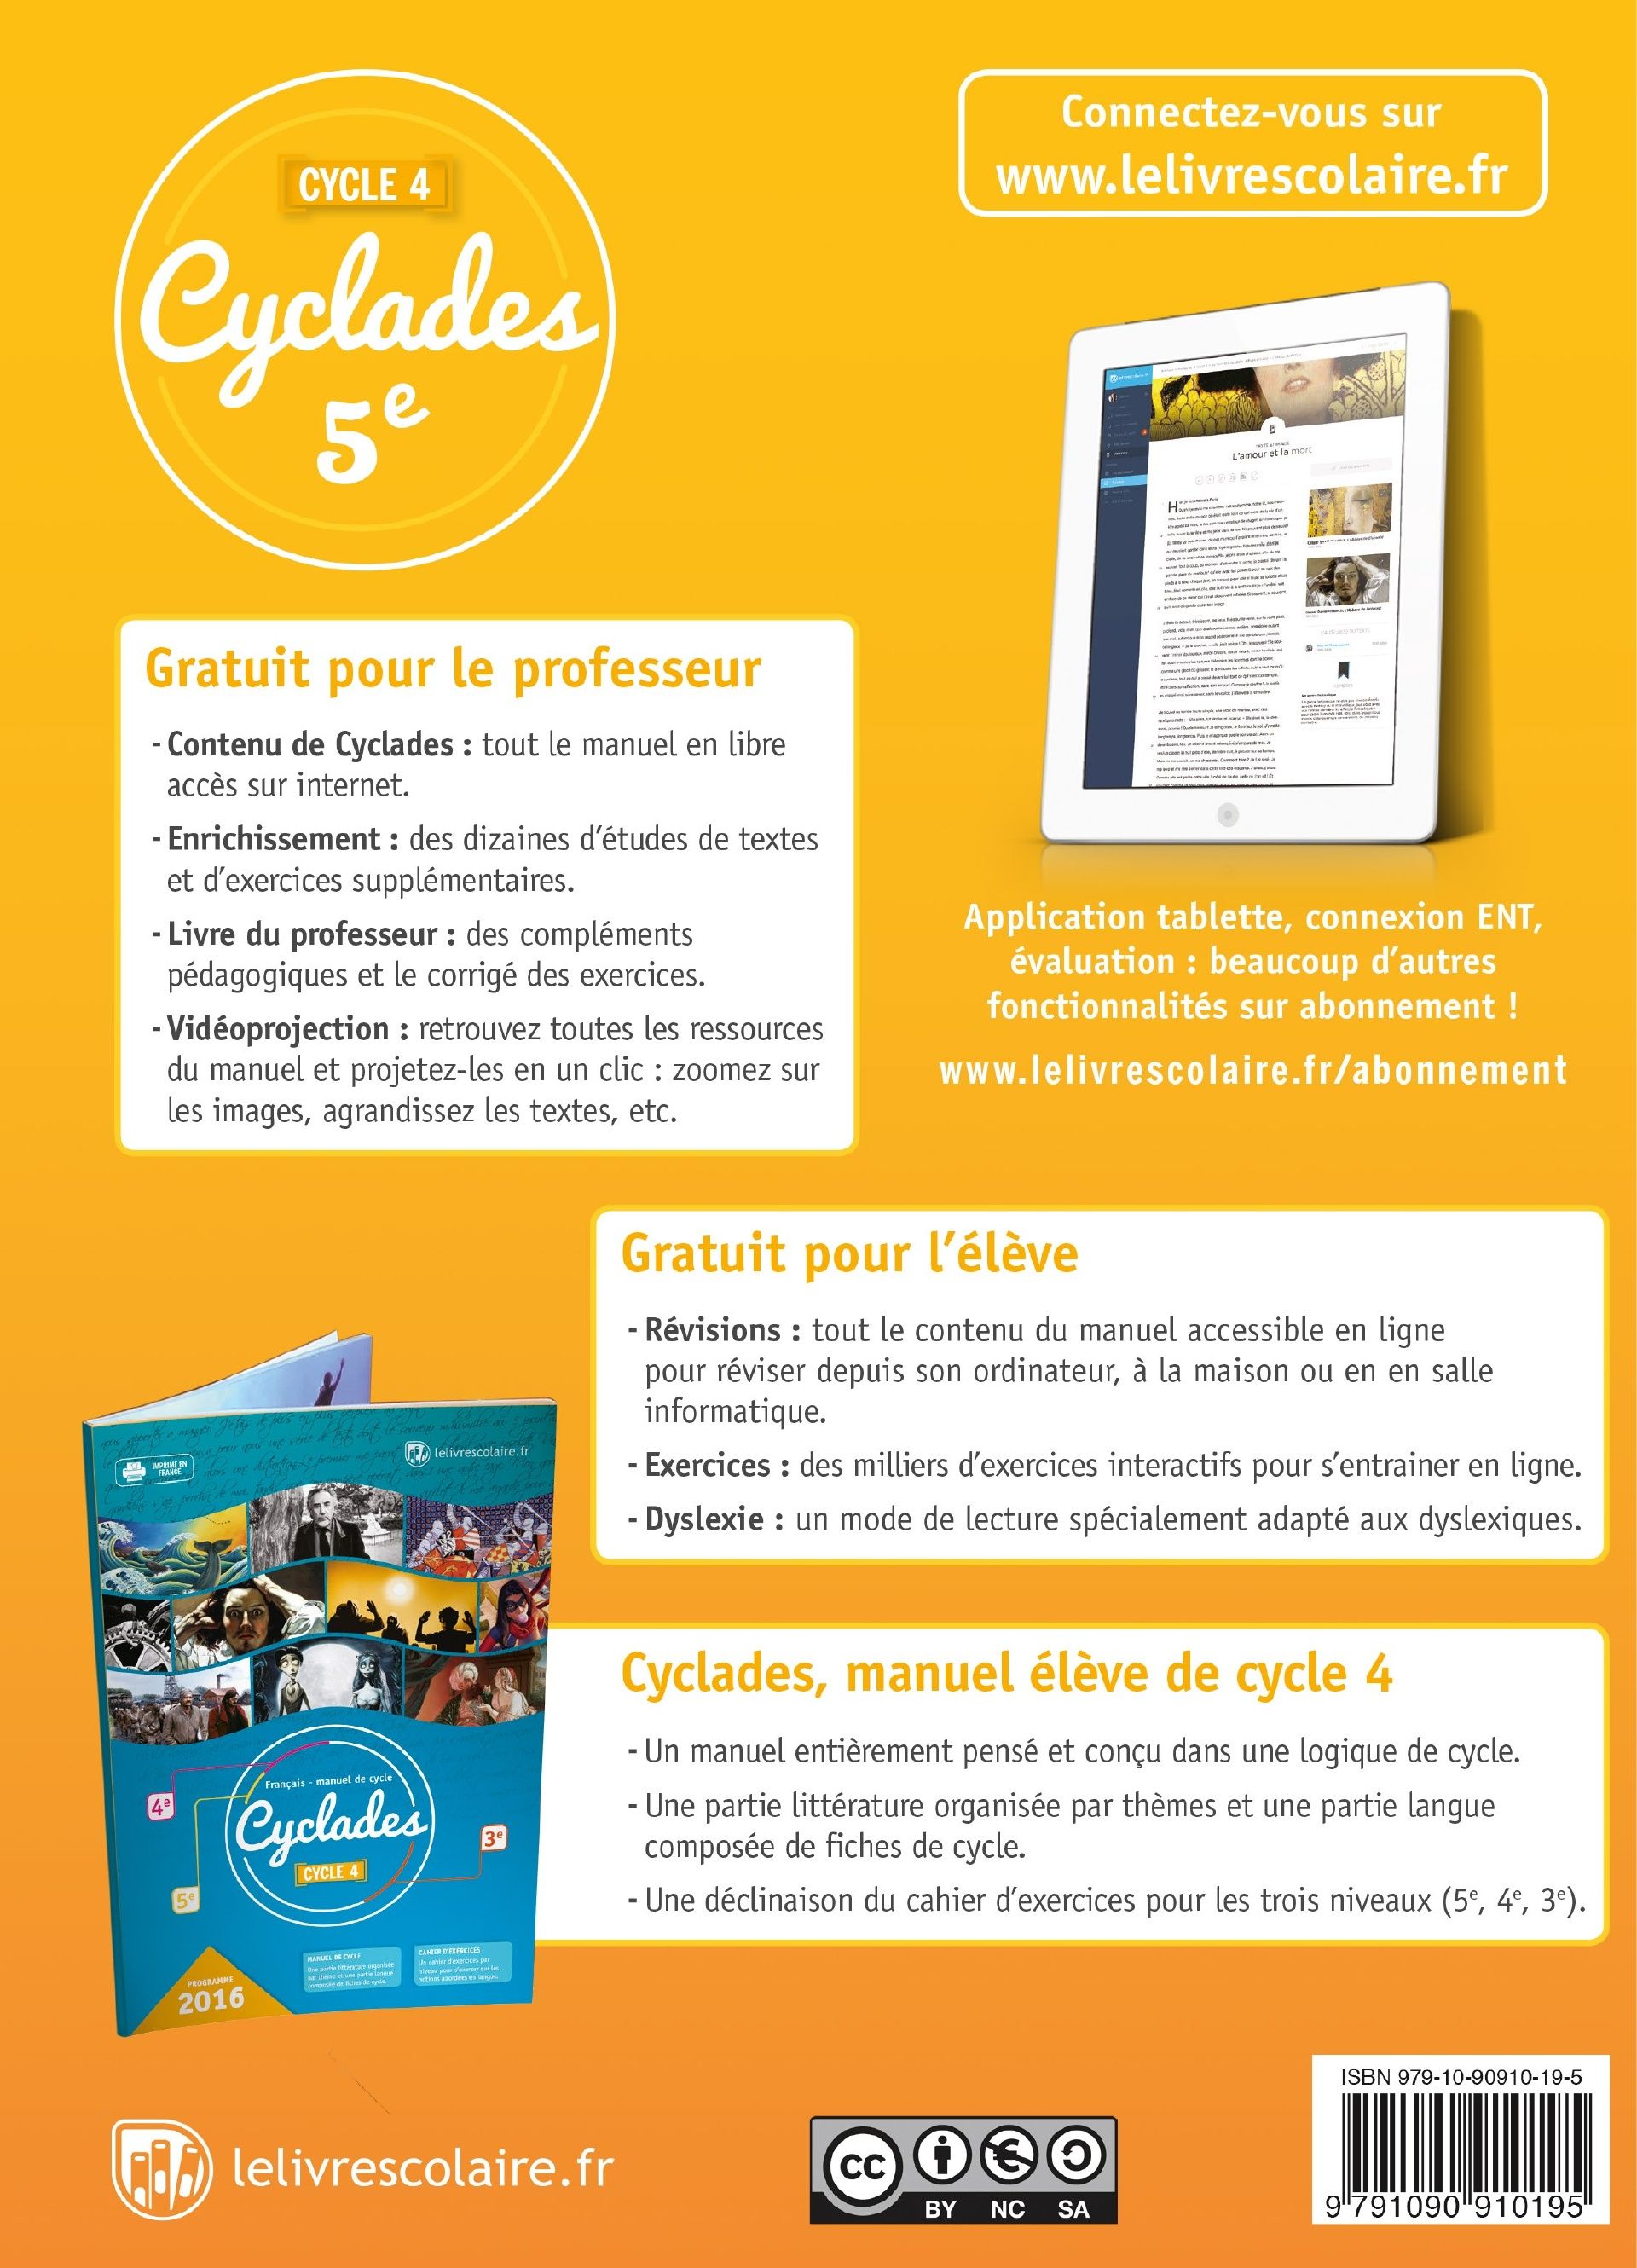 CYCLE 4
Cyclades
5e
Connectez-vous sur
www.lelivrescolaire.fr
L'amour et la mort
Gratuit pour le professeur
- Contenu de Cyclades : tout le manuel en libre
accès sur internet.
- Enrichissement : des dizaines d'études de textes
et d'exercices supplémentaires.
- Livre du professeur : des compléments
pédagogiques et le corrigé des exercices.
- Vidéoprojection : retrouvez toutes les ressources
du manuel et projetez-les en un clic : zoomez sur
les images, agrandissez les textes, etc.
Application tablette, connexion ENT,
évaluation : beaucoup d'autres
fonctionnalités sur abonnement !
www.lelivrescolaire.fr/abonnement
Gratuit pour l'élève
- Révisions : tout le contenu du manuel accessible en ligne
pour réviser depuis son ordinateur, à la maison ou en en salle
informatique.
- Exercices : des milliers d'exercices interactifs pour s'entrainer en ligne.
- Dyslexie : un mode de lecture spécialement adapté aux dyslexiques.
IMPRIMÉ EN
FRANCE
lelivrescolaire.fr
Français - manuel de cycle
Cyclades
CYCLE 4
4e
3e
5e
PROGRAMME
2016
MANUEL DE CYCLE
Une partie littérature organisée
par thème et une partie langue
composée de fiches de cycle.
CAHIER D'EXERCICES
Un cahier d'exercices par
niveau pour s'exercer sur les
notions abordées en langue.
Cyclades, manuel élève de cycle 4
- Un manuel entièrement pensé et conçu dans une logique de cycle.
- Une partie littérature organisée par thèmes et une partie langue
composée de fiches de cycle.
- Une déclinaison du cahier d'exercices pour les trois niveaux (5e, 4e, 3e).
lelivrescolaire.fr
cc
BY NC SA
ISBN 979-10-90910-19-5
9 791090 910195